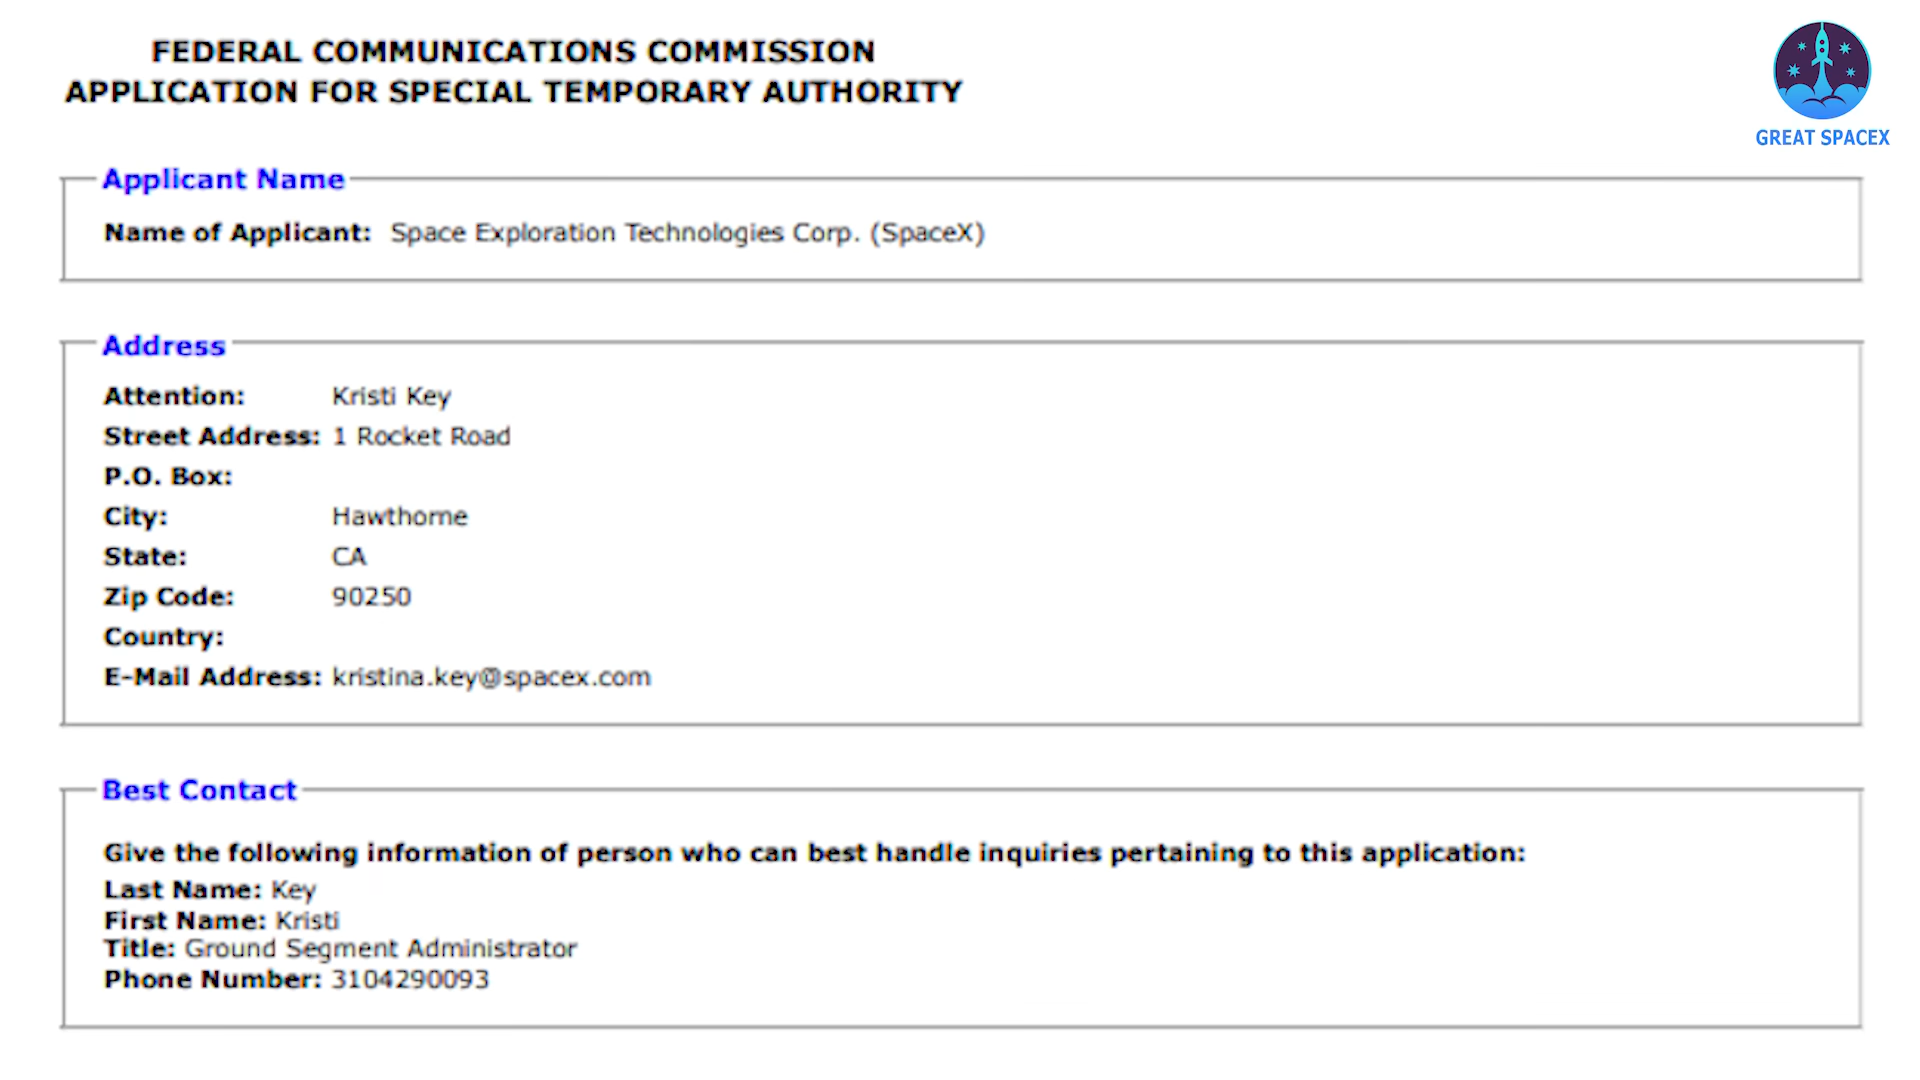 FEDERAL COMMUNICATIONS COMMISSION
APPLICATION FOR SPECIAL TEMPORARY AUTHORITY
GREAT SPACEX
Applicant Name
Name of Applicant: Space Exploration Technologies Corp. (SpaceX)
Address
Attention: Kristi Key
Street Address: 1 Rocket Road
P.O. Box:
City: Hawthorne
State: CA
Zip Code: 90250
Country:
E-Mail Address: kristina.key@spacex.com
Best Contact
Give the following information of person who can best handle inquiries pertaining to this application:
Last Name: Key
First Name: Kristi
Title: Ground Segment Administrator
Phone Number: 3104290093